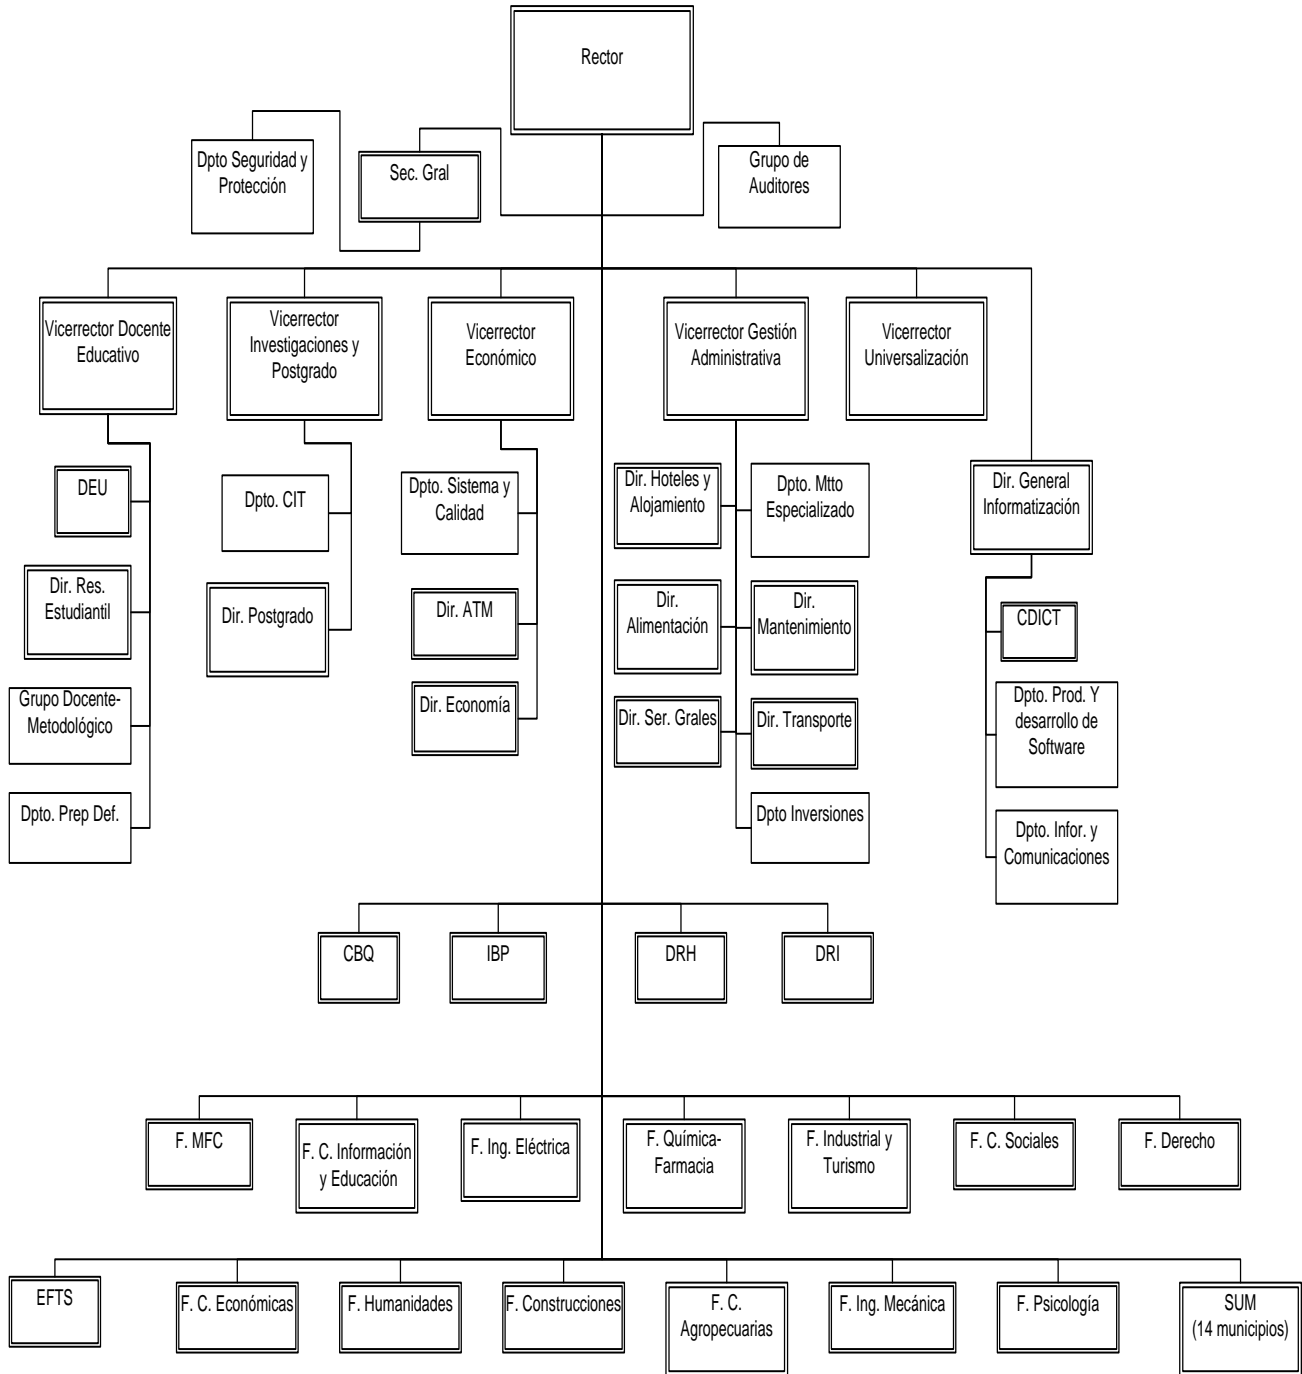 Rector
Dpto Seguridad y
Protección
Sec. Gral
Grupo de
Auditores
Vicerrector Docente
Educativo
Vicerrector
Investigaciones y
Postgrado
Vicerrector
Económico
Vicerrector Gestión
Administrativa
Vicerrector
Universalización
DEU
Dir. Res.
Estudiantil
Grupo Docente-
Metodológico
Dpto. Prep Def.
Dpto. CIT
Dir. Postgrado
Dpto. Sistema y
Calidad
Dir. ATM
Dir. Economía
Dir. Hoteles y
Alojamiento
Dpto. Mtto
Especializado
Dir.
Alimentación
Dir.
Mantenimiento
Dir. Ser. Grales
Dir. Transporte
Dpto Inversiones
Dir. General
Informatización
CDICT
Dpto. Prod. Y
desarrollo de
Software
Dpto. Infor. y
Comunicaciones
CBQ
IBP
DRH
DRI
F. MFC
F. C. Información
y Educación
F. Ing. Eléctrica
F. Química-
Farmacia
F. Industrial y
Turismo
F. C. Sociales
F. Derecho
EFTS
F. C. Económicas
F. Humanidades
F. Construcciones
F. C.
Agropecuarias
F. Ing. Mecánica
F. Psicología
SUM
(14 municipios)